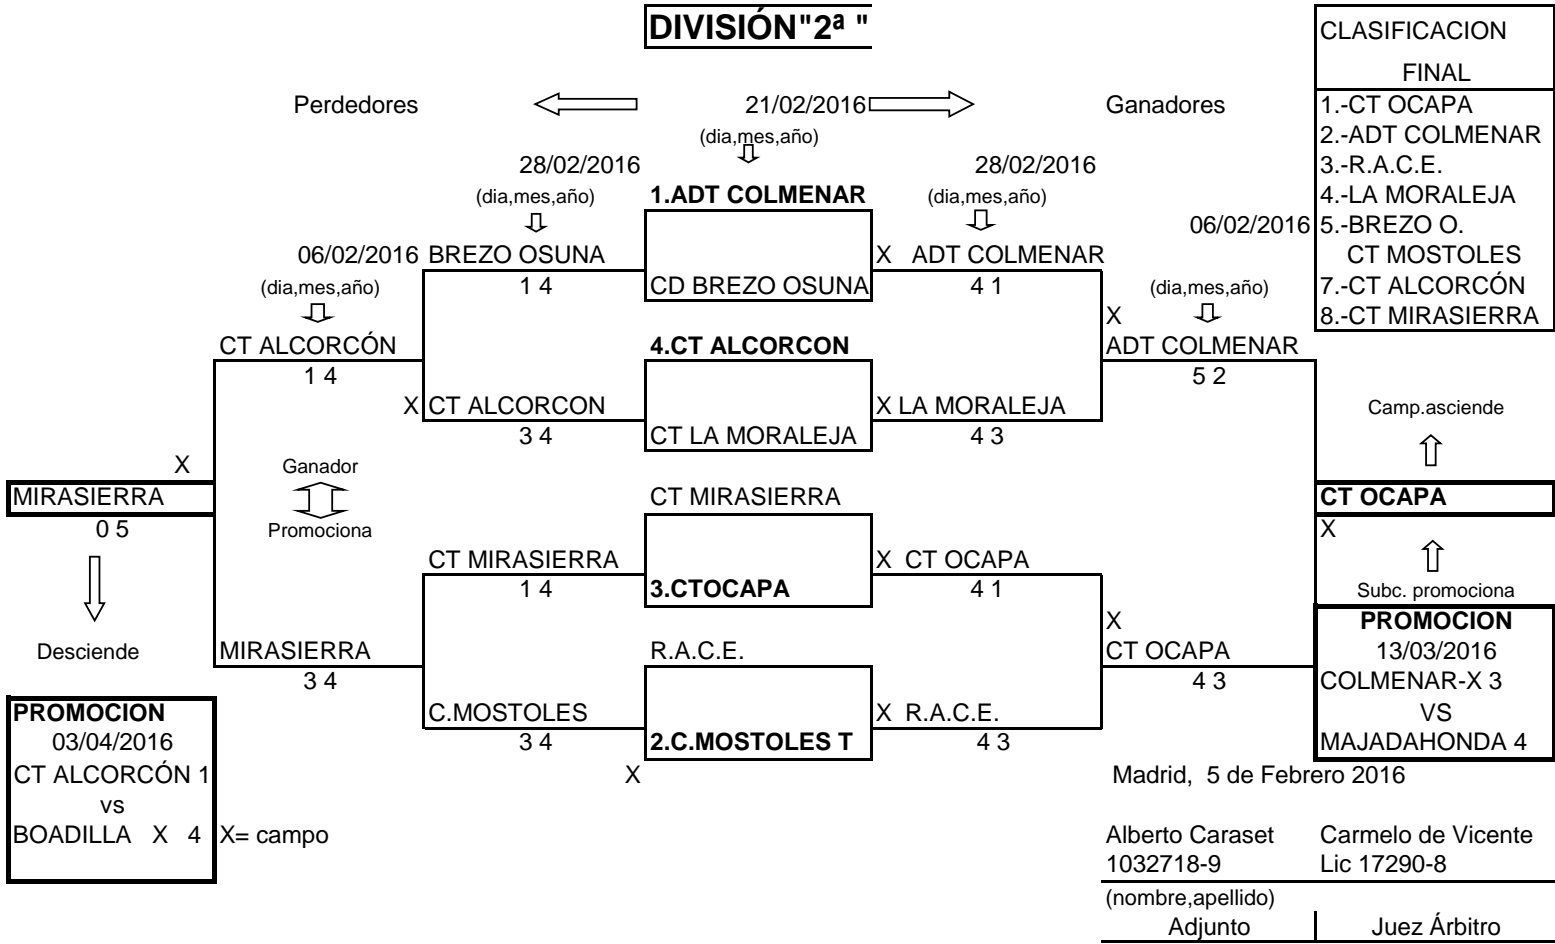 DIVISIÓN"2ª "
CLASIFICACION
FINAL
1.-CT OCAPA
2.-ADT COLMENAR
3.-R.A.C.E.
4.-LA MORALEJA
5.-BREZO O.
CT MOSTOLES
7.-CT ALCORCÓN
8.-CT MIRASIERRA
Perdedores 21/02/2016 Ganadores
(dia,mes,año)
28/02/2016 28/02/2016
(dia,mes,año) 1.ADT COLMENAR (dia,mes,año)
06/02/2016
06/02/2016 BREZO OSUNA X ADT COLMENAR
(dia,mes,año) 1 4 CD BREZO OSUNA 4 1 (dia,mes,año)
X
CT ALCORCÓN 4.CT ALCORCON ADT COLMENAR
1 4 5 2
X CT ALCORCON X LA MORALEJA Camp.asciende
3 4 CT LA MORALEJA 4 3
X Ganador
MIRASIERRA CT MIRASIERRA CT OCAPA
0 5 Promociona X
CT MIRASIERRA X CT OCAPA
1 4 3.CTOCAPA 4 1 Subc. promociona
X PROMOCION
Desciende MIRASIERRA R.A.C.E. CT OCAPA 13/03/2016
3 4 4 3 COLMENAR-X 3
PROMOCION C.MOSTOLES X R.A.C.E. VS
03/04/2016 3 4 2.C.MOSTOLES T 4 3 MAJADAHONDA 4
CT ALCORCÓN 1 X Madrid, 5 de Febrero 2016
vs
BOADILLA X 4 X= campo Alberto Caraset Carmelo de Vicente
1032718-9 Lic 17290-8
(nombre,apellido)
Adjunto Juez Árbitro